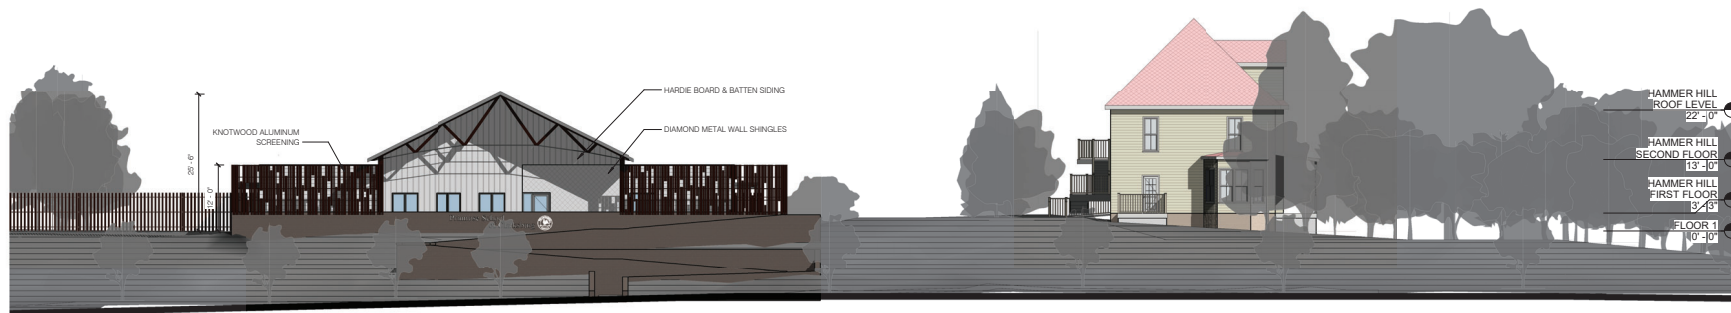 HARDIE BOARD & BATTEN SIDING
KNOTWOOD ALUMINUM
SCREENING
DIAMOND METAL WALL SHINGLES
25' - 6"
12' - 0"
HAMMER HILL
ROOF LEVEL
22' - 0"
HAMMER HILL
SECOND FLOOR
13' - 0"
HAMMER HILL
FIRST FLOOR
3' - 3"
FLOOR 1
0' - 0"